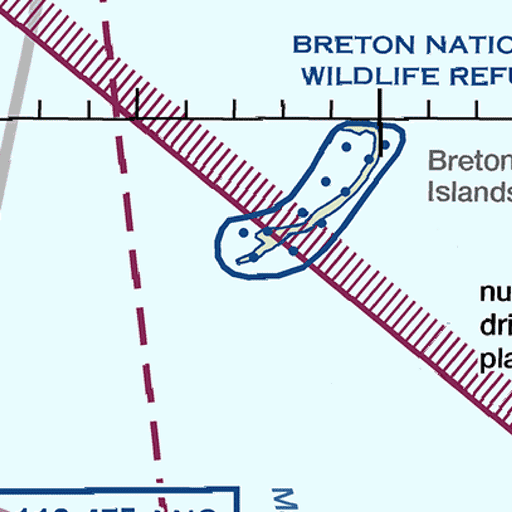 BRETON NATIO
WILDLIFE REFU
Breton
Islands
nu
dri
pla
M